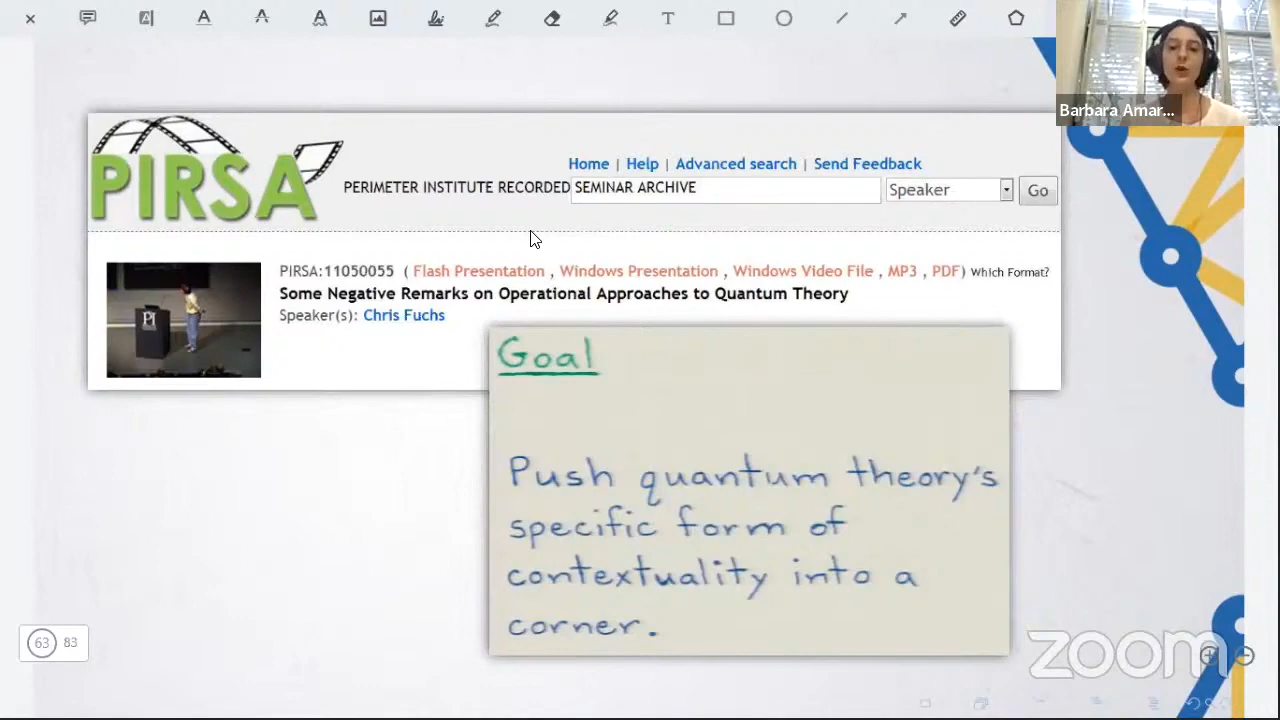 Barbara Amar...
PIRSA
Home | Help | Advanced search | Send Feedback
PERIMETER INSTITUTE RECORDED SEMINAR ARCHIVE
Speaker
Go
PIRSA:11050055 ( Flash Presentation , Windows Presentation , Windows Video File , MP3 , PDF) Which Format?
Some Negative Remarks on Operational Approaches to Quantum Theory
Speaker(s): Chris Fuchs
PI
Goal
Push quantum theory's
specific form of
contextuality into a
corner.
63 83
zoom